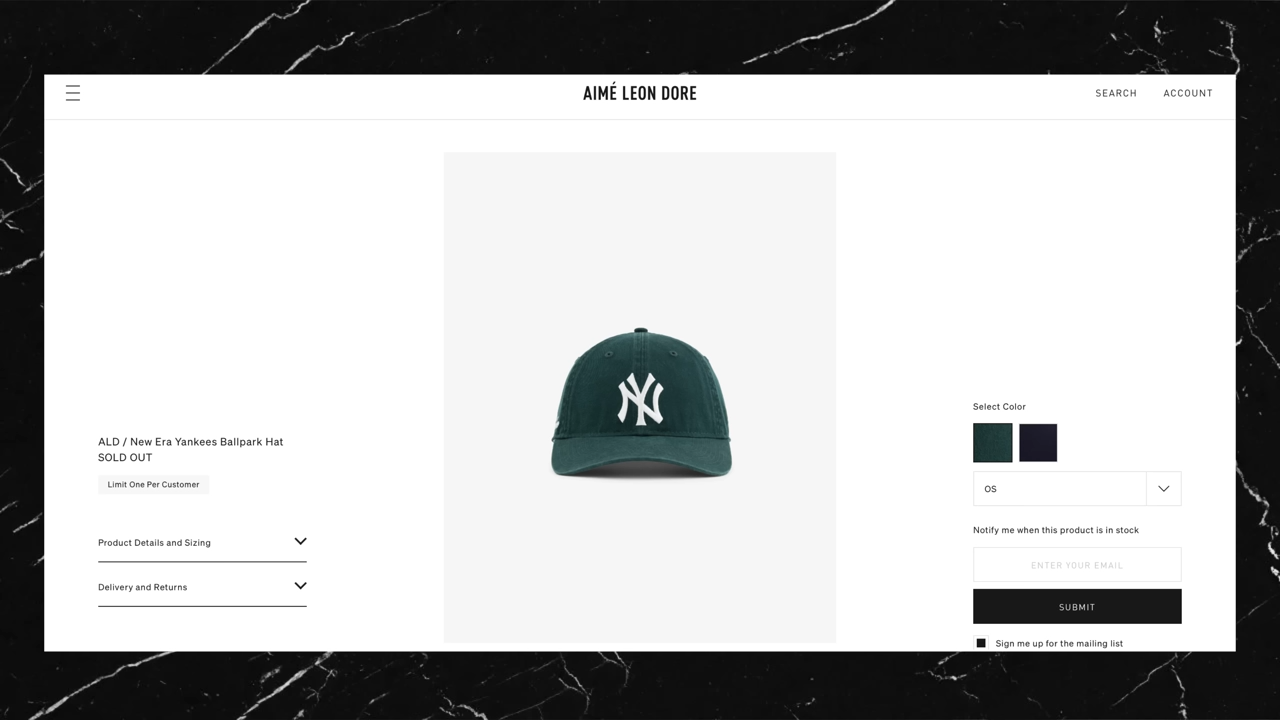 AIMÉ LEON DORE
SEARCH
ACCOUNT
NY
ALD / New Era Yankees Ballpark Hat
SOLD OUT
Limit One Per Customer
Product Details and Sizing
Delivery and Returns
Select Color
OS
Notify me when this product is in stock
ENTER YOUR EMAIL
SUBMIT
Sign me up for the mailing list